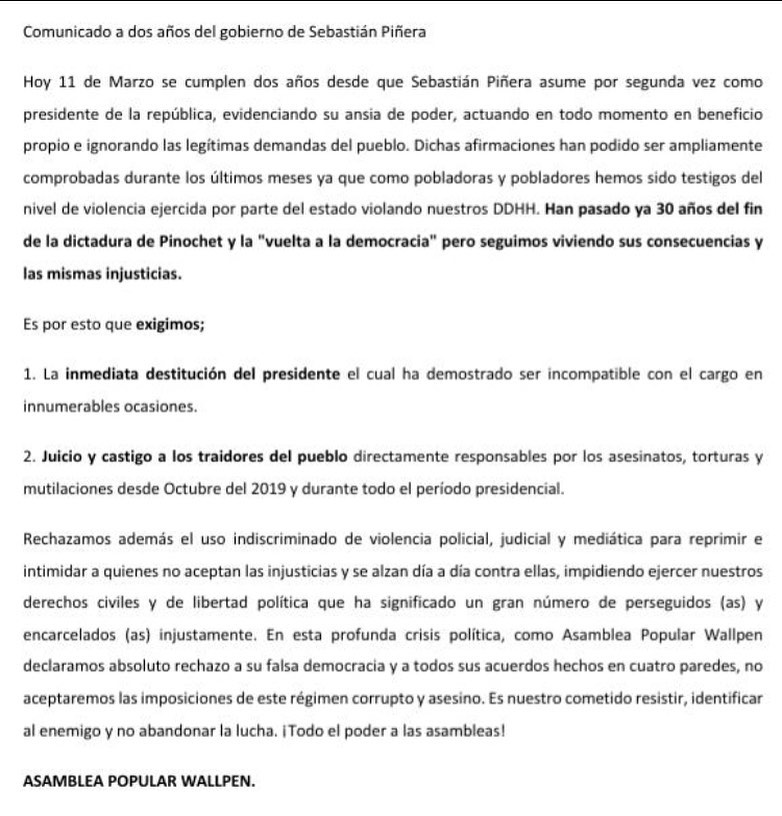 Comunicado a dos años del gobierno de Sebastián Piñera
Hoy 11 de Marzo se cumplen dos años desde que Sebastián Piñera asume por segunda vez como
presidente de la república, evidenciando su ansia de poder, actuando en todo momento en beneficio
propio e ignorando las legítimas demandas del pueblo. Dichas afirmaciones han podido ser ampliamente
comprobadas durante los últimos meses ya que como pobladoras y pobladores hemos sido testigos del
nivel de violencia ejercida por parte del estado violando nuestros DDHH. Han pasado ya 30 años del fin
de la dictadura de Pinochet y la "vuelta a la democracia" pero seguimos viviendo sus consecuencias y
las mismas injusticias.
Es por esto que exigimos;
1. La inmediata destitución del presidente el cual ha demostrado ser incompatible con el cargo en
innumerables ocasiones.
2. Juicio y castigo a los traidores del pueblo directamente responsables por los asesinatos, torturas y
mutilaciones desde Octubre del 2019 y durante todo el período presidencial.
Rechazamos además el uso indiscriminado de violencia policial, judicial y mediática para reprimir e
intimidar a quienes no aceptan las injusticias y se alzan día a día contra ellas, impidiendo ejercer nuestros
derechos civiles y de libertad política que ha significado un gran número de perseguidos (as) y
encarcelados (as) injustamente. En esta profunda crisis política, como Asamblea Popular Wallpen
declaramos absoluto rechazo a su falsa democracia y a todos sus acuerdos hechos en cuatro paredes, no
aceptaremos las imposiciones de este régimen corrupto y asesino. Es nuestro cometido resistir, identificar
al enemigo y no abandonar la lucha. ¡Todo el poder a las asambleas!
ASAMBLEA POPULAR WALLPEN.